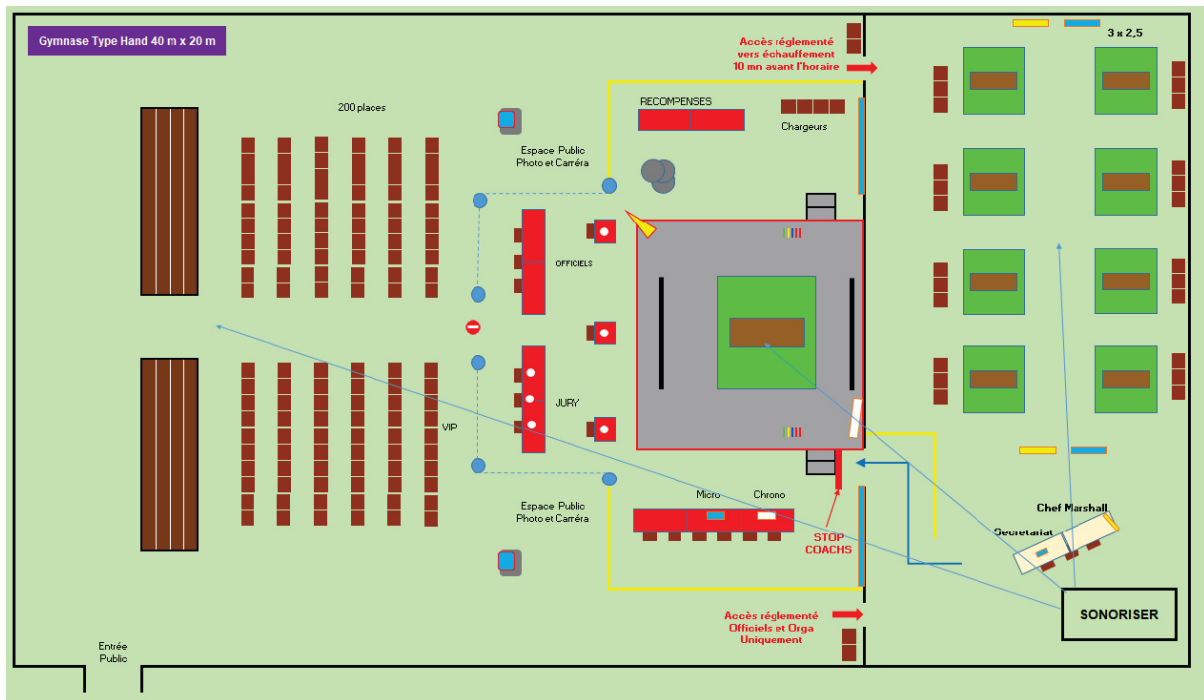 Gymnase Type Hand 40 m x 20 m
Accès réglementé
vers échauffement
10 mn avant l'horaire
3 x 2,5
200 places
RECOMPENSES
Chargeurs
Espace Public
Photo et Carréra
OFFICIELS
JURY
VIP
Espace Public
Photo et Carréra
Micro
Chrono
STOP
COACHS
Chef Marshall
Secretariat
SONORISER
Accès réglementé
Officiels et Orga
Uniquement
Entrée
Public